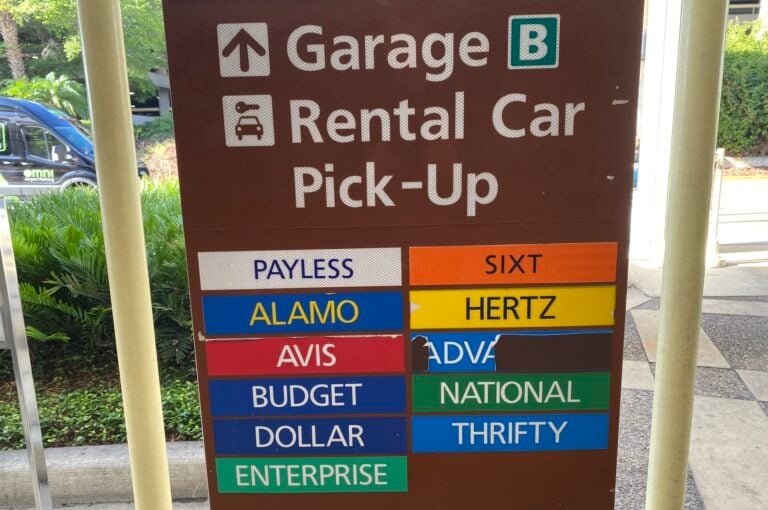 Garage B
Rental Car
Pick-Up
PAYLESS
ALAMO
AVIS
BUDGET
DOLLAR
ENTERPRISE
SIXT
HERTZ
ADVA
NATIONAL
THRIFTY
omni